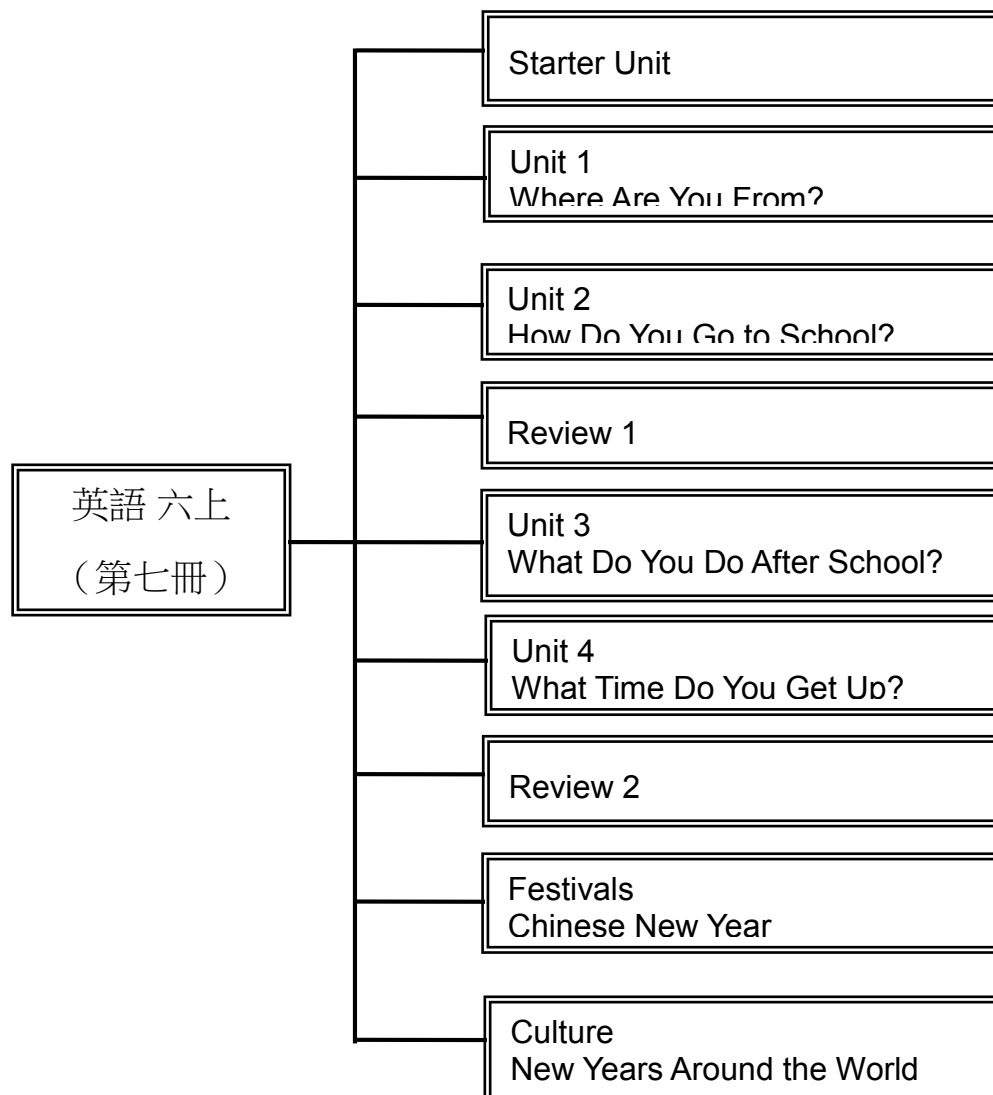 Starter Unit
Unit 1
Where Are You From?
Unit 2
How Do You Go to School?
Review 1
英語 六上
（第七冊）
Unit 3
What Do You Do After School?
Unit 4
What Time Do You Get Up?
Review 2
Festivals
Chinese New Year
Culture
New Years Around the World